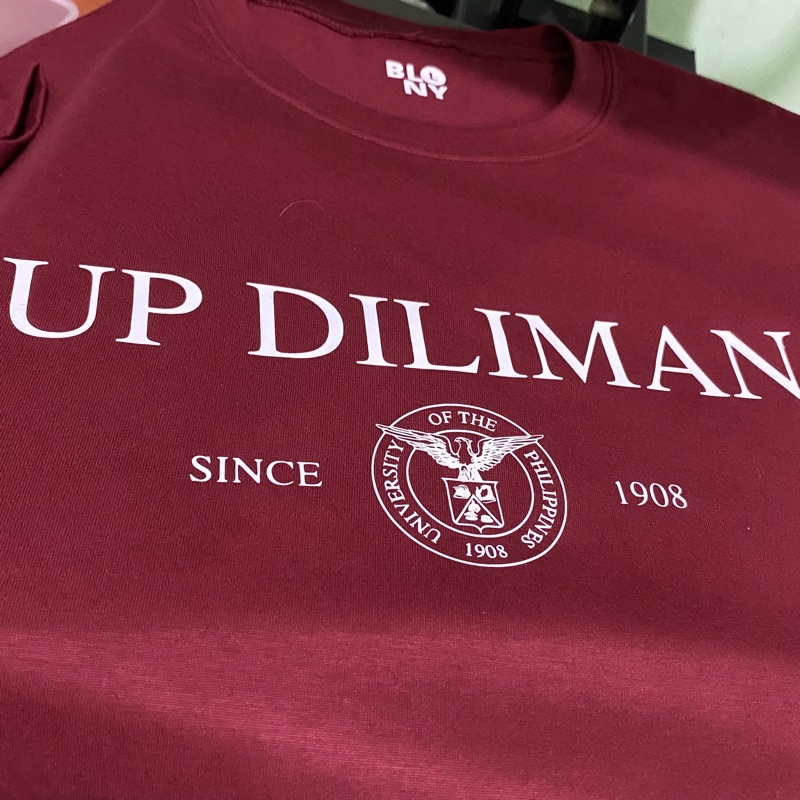 BLO
L
NY
UP DILIMAN
SINCE
UNIVERSITY OF THE PHILIPPINES
1908
1908